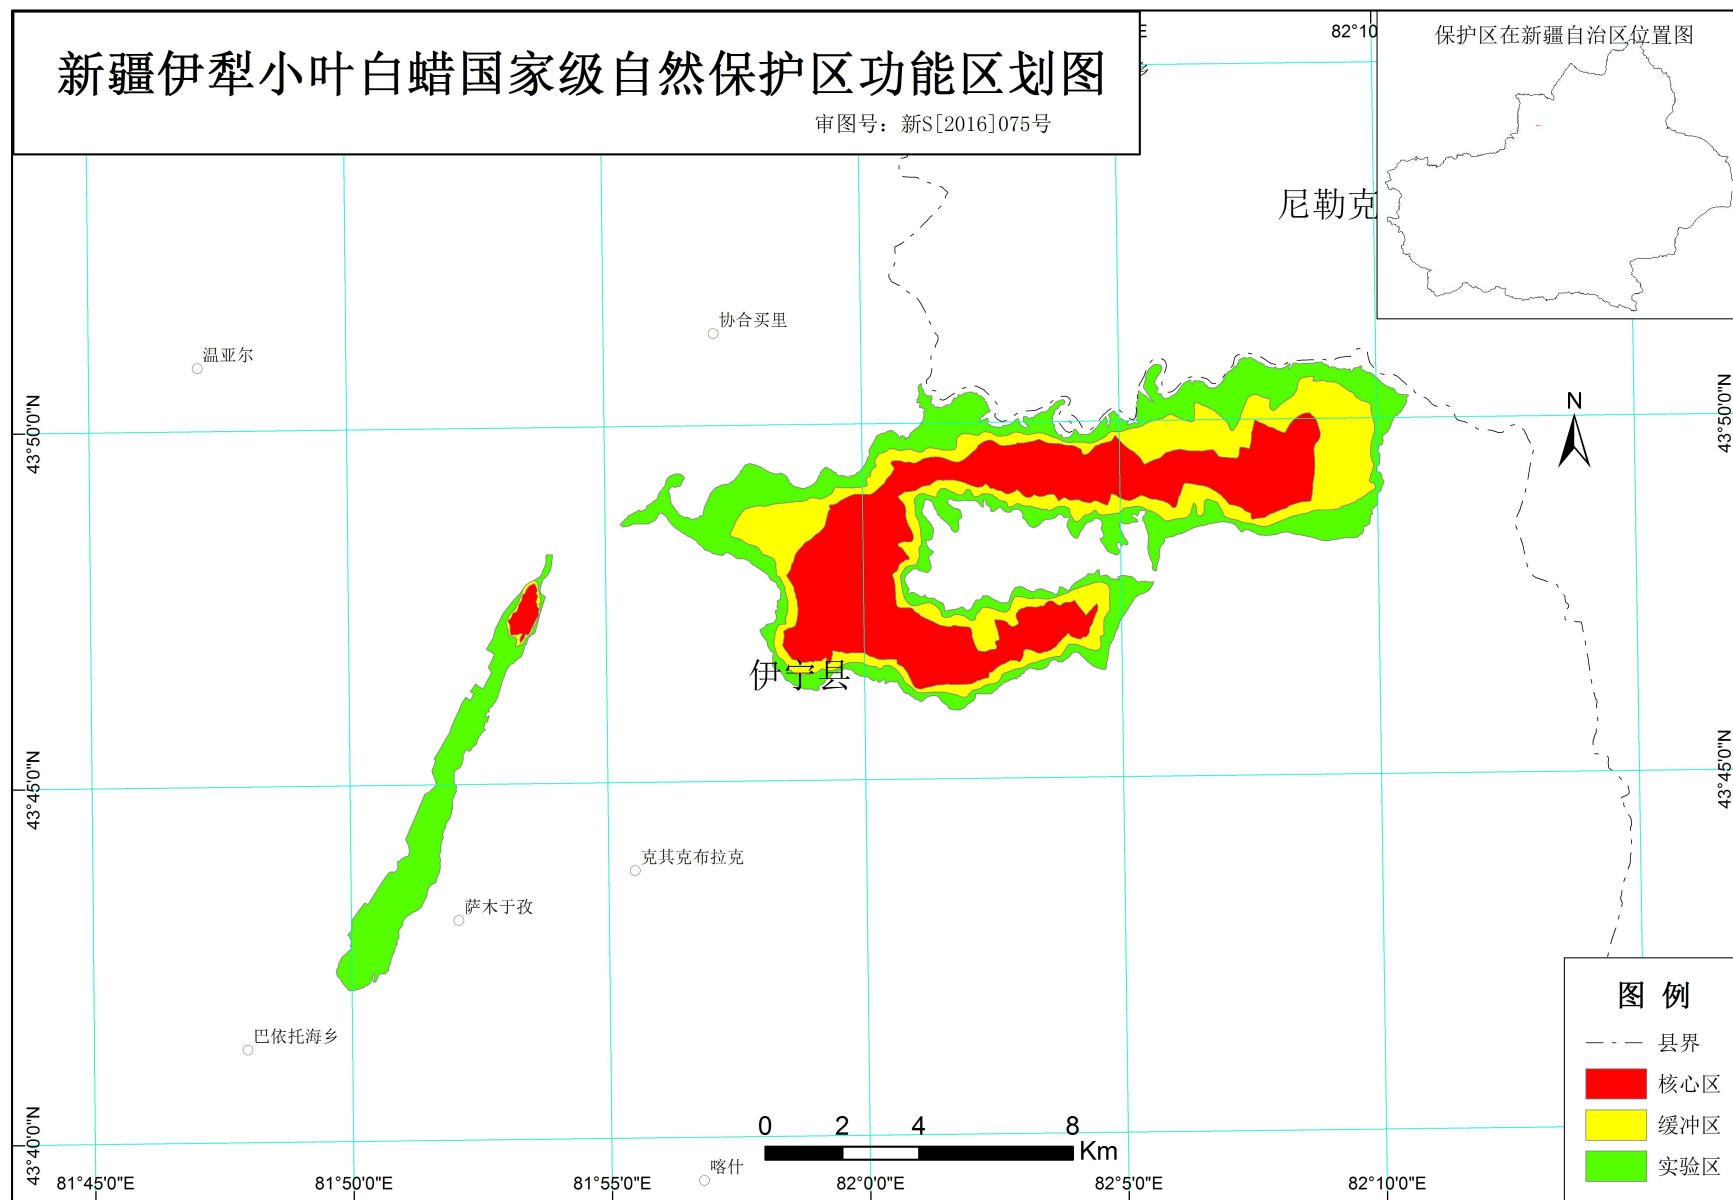 新疆伊犁小叶白蜡国家级自然保护区功能区划图
审图号：新S[2016]075号
82°10
E
保护区在新疆自治区位置图
尼勒克
协合买里
温亚尔
N
43°50'0"N
43°50'0"N
伊宁县
43°45'0"N
43°45'0"N
克其克布拉克
萨木于孜
巴依托海乡
图 例
县界
核心区
缓冲区
实验区
0 2 4 8
Km
喀什
43°40'0"N
81°45'0"E 81°50'0"E 81°55'0"E 82°0'0"E 82°5'0"E 82°10'0"E